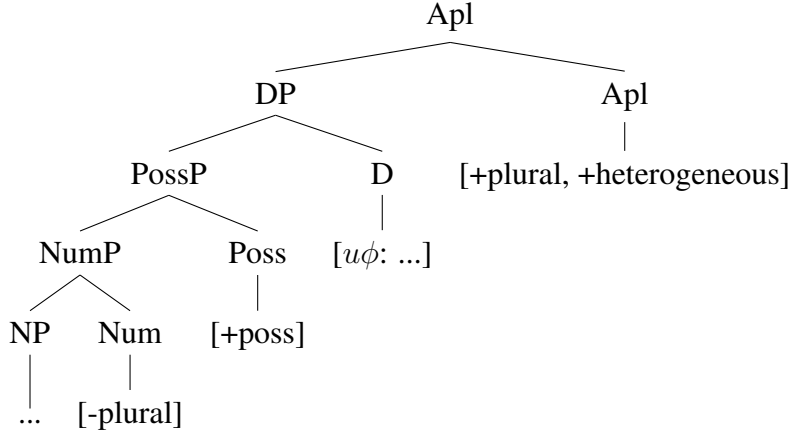 Apl
DP Apl
PossP D [+plural, +heterogeneous]
NumP Poss [uϕ: ...]
NP Num [+poss]
... [-plural]